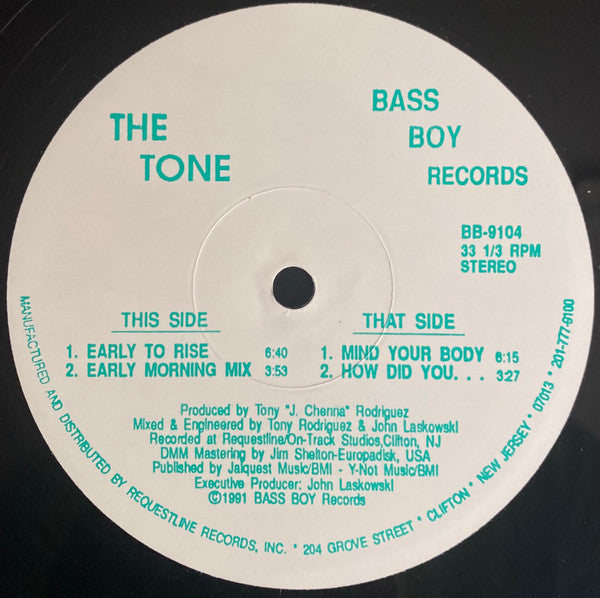 THE
TONE
BASS
BOY
RECORDS
BB-9104
33 1/3 RPM
STEREO
THIS SIDE
1. EARLY TO RISE 6:40
2. EARLY MORNING MIX 3:53
THAT SIDE
1. MIND YOUR BODY 6:15
2. HOW DID YOU. . . 3:27
Produced by Tony "J. Chenna" Rodriguez
Mixed & Engineered by Tony Rodriguez & John Laskowski
Recorded at Requestline/On-Track Studios,Clifton, NJ
DMM Mastering by Jim Shelton-Europadisk, USA
Published by Jalquest Music/BMI - Y-Not Music/BMI
Executive Producer: John Laskowski
©1991 BASS BOY Records
MANUFACTURED AND DISTRIBUTED BY REQUESTLINE RECORDS, INC. * 204 GROVE STREET * CLIFTON * NEW JERSEY * 07013 * 201-777-9100